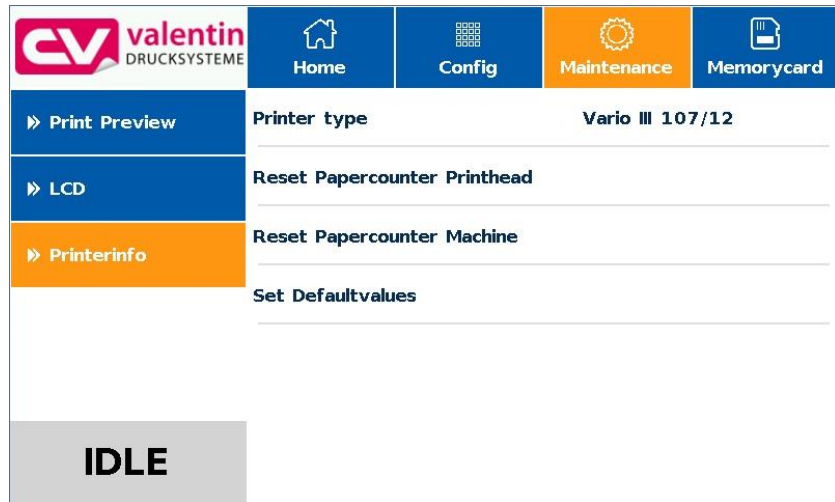 CV valentin
DRUCKSYSTEME
Home
Config
Maintenance
Memorycard
Print Preview
LCD
Printerinfo
Printer type Vario III 107/12
Reset Papercounter Printhead
Reset Papercounter Machine
Set Defaultvalues
IDLE